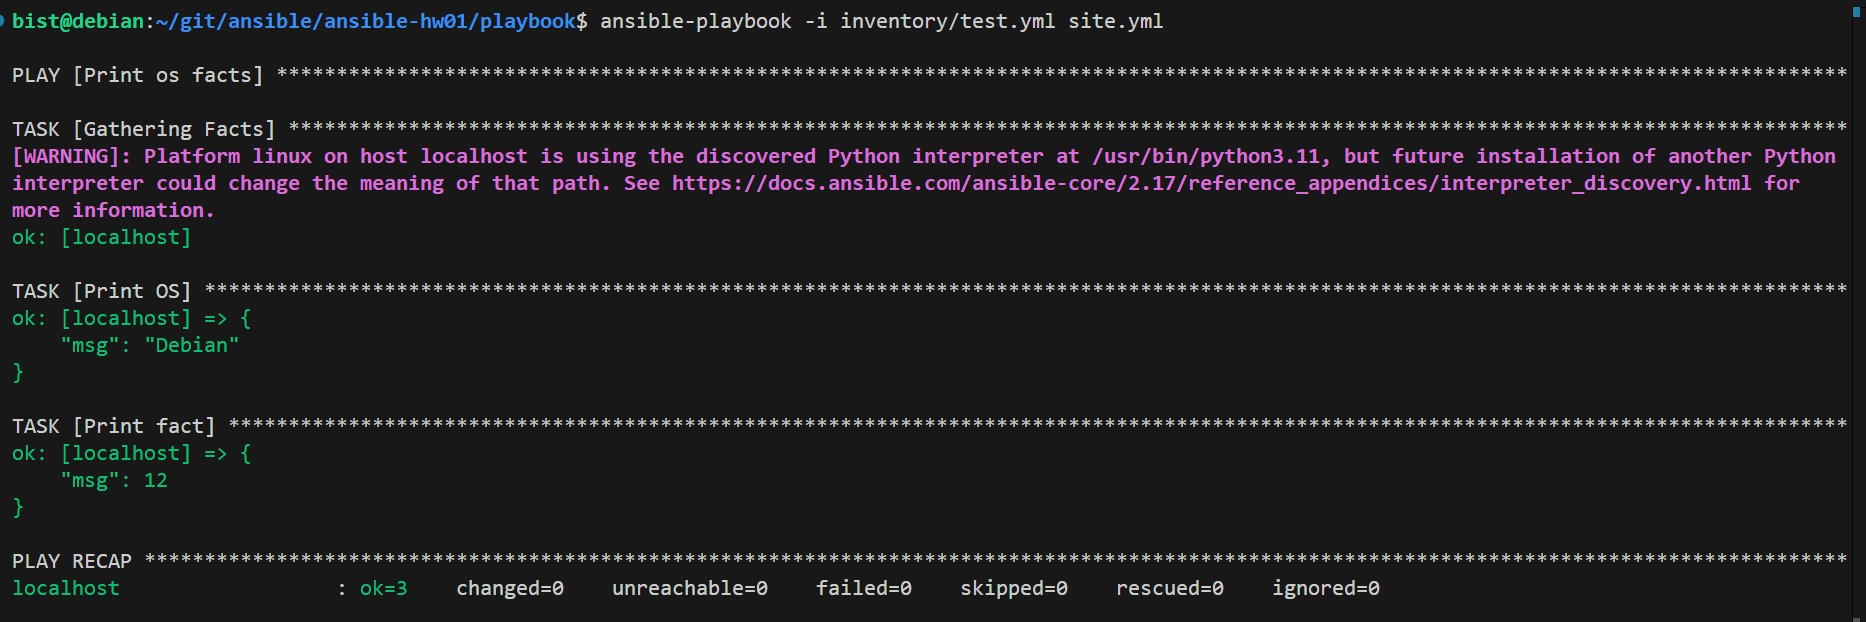 bist@debian:~/git/ansible/ansible-hw01/playbook$ ansible-playbook -i inventory/test.yml site.yml
PLAY [Print os facts] ***********************************************************************************************************************************
TASK [Gathering Facts] **********************************************************************************************************************************
[WARNING]: Platform linux on host localhost is using the discovered Python interpreter at /usr/bin/python3.11, but future installation of another Python
interpreter could change the meaning of that path. See https://docs.ansible.com/ansible-core/2.17/reference_appendices/interpreter_discovery.html for
more information.
ok: [localhost]
TASK [Print OS] *****************************************************************************************************************************************
ok: [localhost] => {
    "msg": "Debian"
}
TASK [Print fact] ***************************************************************************************************************************************
ok: [localhost] => {
    "msg": 12
}
PLAY RECAP **********************************************************************************************************************************************
localhost                  : ok=3    changed=0    unreachable=0    failed=0    skipped=0    rescued=0    ignored=0